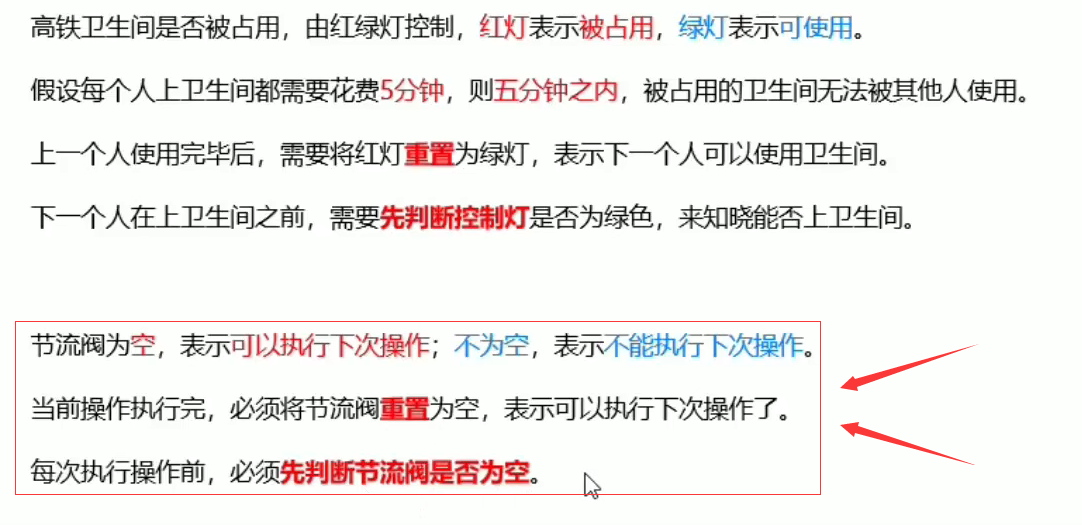 高铁卫生间是否被占用，由红绿灯控制，红灯表示被占用，绿灯表示可使用。
假设每个人上卫生间都需要花费5分钟，则五分钟之内，被占用的卫生间无法被其他人使用。
上一个人使用完毕后，需要将红灯重置为绿灯，表示下一个人可以使用卫生间。
下一个人在上卫生间之前，需要先判断控制灯是否为绿色，来知晓能否上卫生间。
节流阀为空，表示可以执行下次操作；不为空，表示不能执行下次操作。
当前操作执行完，必须将节流阀重置为空，表示可以执行下次操作了。
每次执行操作前，必须先判断节流阀是否为空。